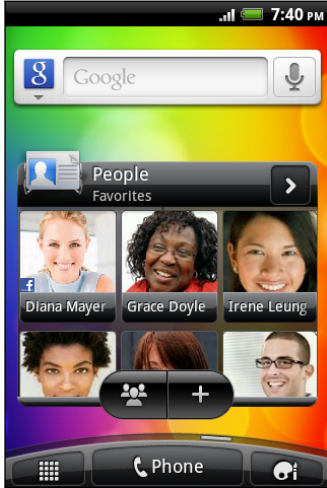 7:40 PM
g Google
People
Favorites
f
Diana Mayer Grace Doyle Irene Leung
Phone